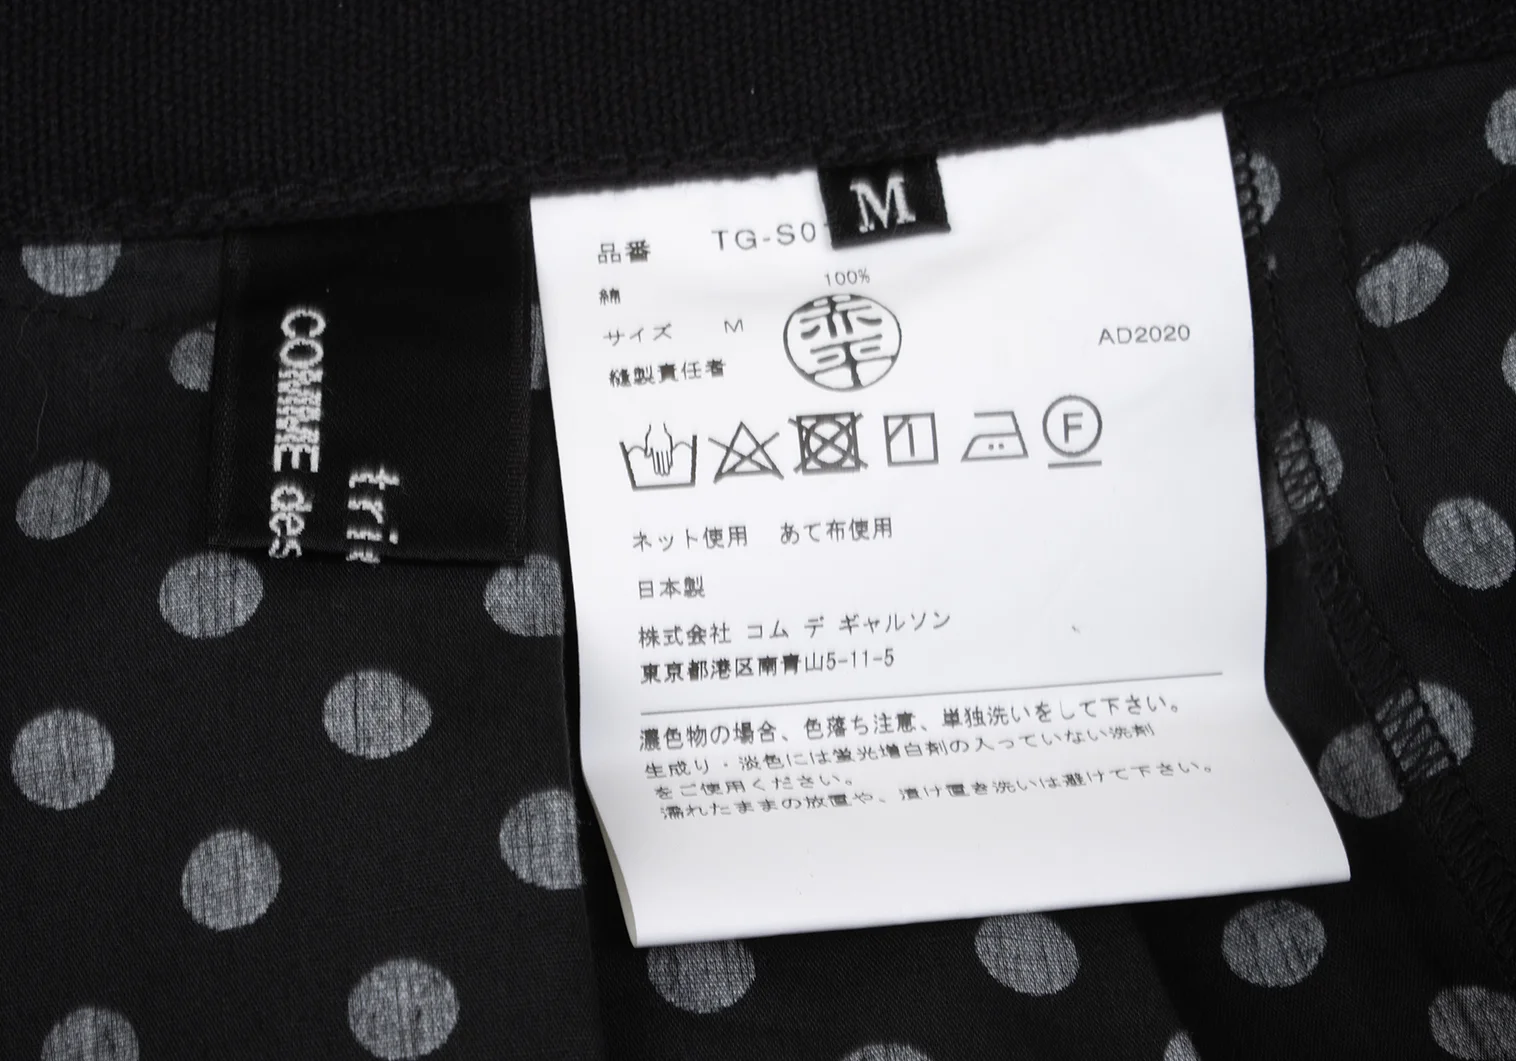 COMME des
tri
M
品番 TG-S0
綿 100%
サイズ M
AD2020
縫製責任者
赤平
F
ネット使用 あて布使用
日本製
株式会社 コム デ ギャルソン
東京都港区南青山5-11-5
濃色物の場合、色落ち注意、単独洗いをして下さい。
生成り・淡色には蛍光増白剤の入っていない洗剤
をご使用ください。
濡れたままの放置や、漬け置き洗いは避けて下さい。